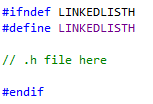 #ifndef LINKEDLISTH
#define LINKEDLISTH
// .h file here
#endif